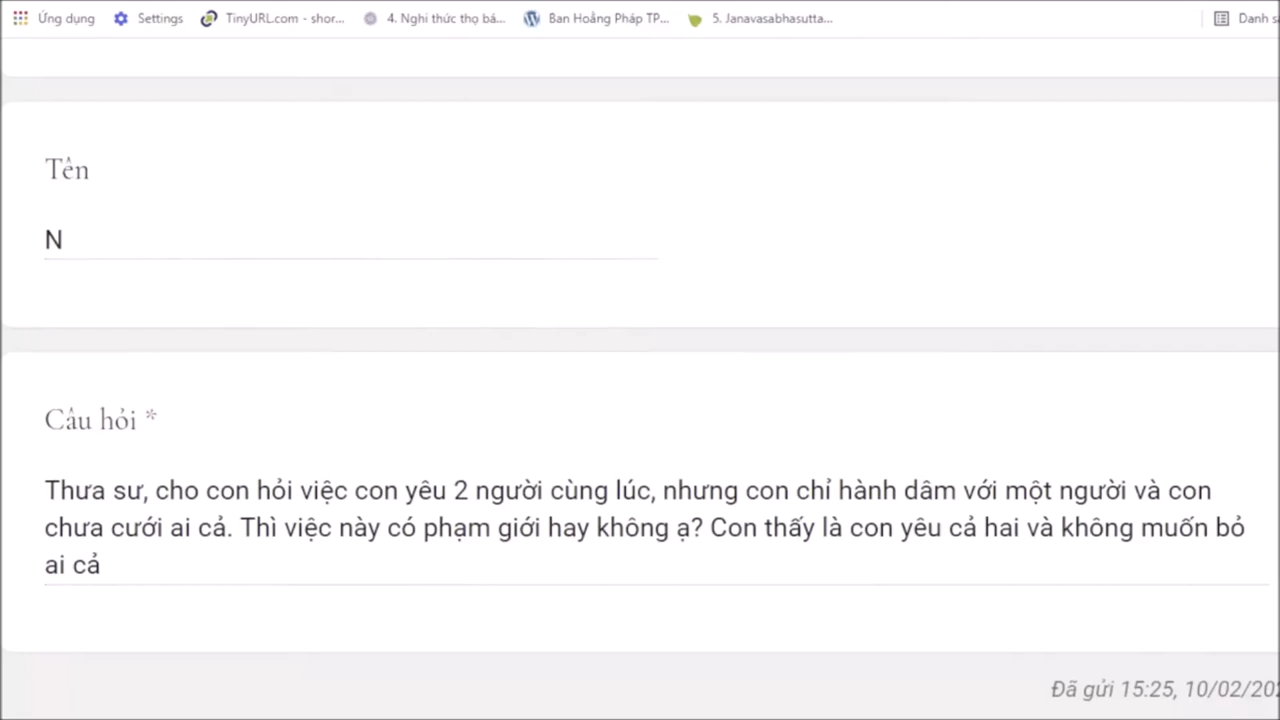 Ứng dụng Settings TinyURL.com - shor... 4. Nghi thức thọ bá... Ban Hoằng Pháp TP... 5. Janavasabhasutta... Danh s
Tên
N
Câu hỏi *
Thưa sư, cho con hỏi việc con yêu 2 người cùng lúc, nhưng con chỉ hành dâm với một người và con
chưa cưới ai cả. Thì việc này có phạm giới hay không ạ? Con thấy là con yêu cả hai và không muốn bỏ
ai cả
Đã gửi 15:25, 10/02/202